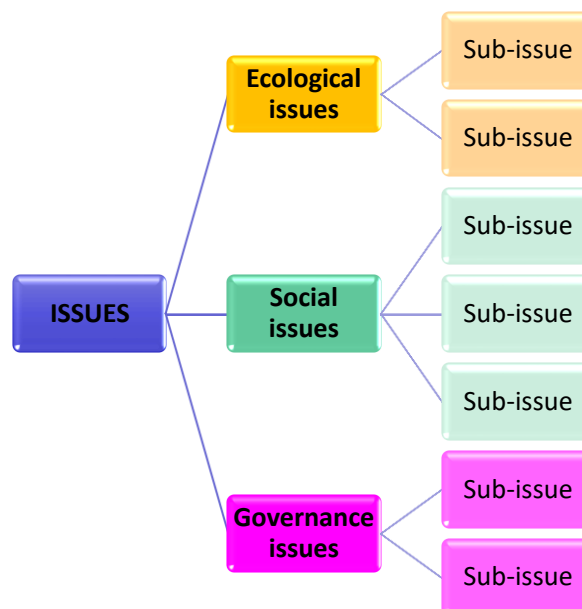 Sub-issue
Ecological
issues
Sub-issue
Sub-issue
ISSUES
Social
issues
Sub-issue
Sub-issue
Sub-issue
Governance
issues
Sub-issue